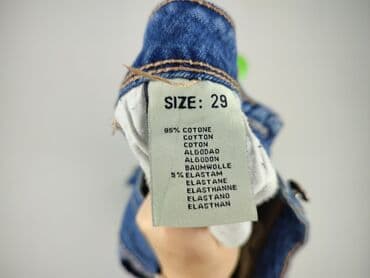 SIZE: 29
95% COTONE
COTTON
COTON
ALGODAO
ALGODON
BAUMWOLLE
5% ELASTAM
ELASTANE
ELASTHANNE
ELASTANO
ELASTHAN